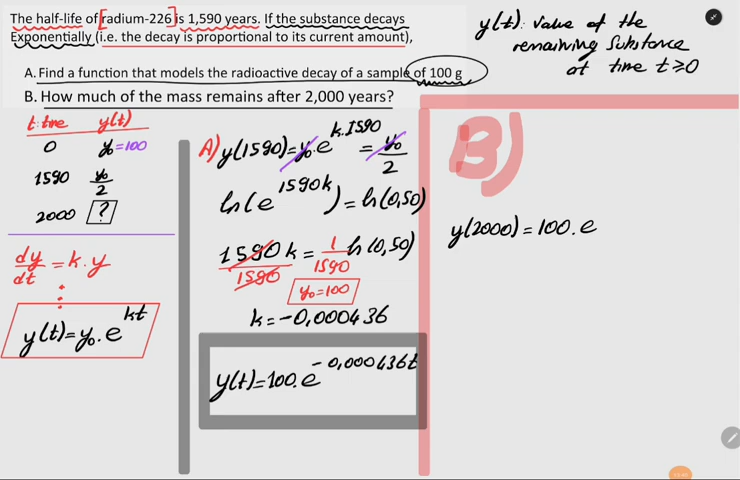 The half-life of [radium-226] is 1,590 years. If the substance decays
Exponentially (i.e. the decay is proportional to its current amount),
A. Find a function that models the radioactive decay of a sample of 100 g
B. How much of the mass remains after 2,000 years?
y(t): value of the
remaining substance
at time t≥0
t: time y(t)
0 y₀=100
1590 y₀/2
2000 ?
dy/dt = k.y
y(t)=y₀.e^kt
A) y(1590)=y₀.e^k.1590 = y₀/2
ln(e^1590k)=ln(0,50)
1590k/1590 = 1/1590 ln(0,50)
y₀=100
k=-0,000436
y(t)=100.e^-0,000436t
B)
y(2000)=100.e